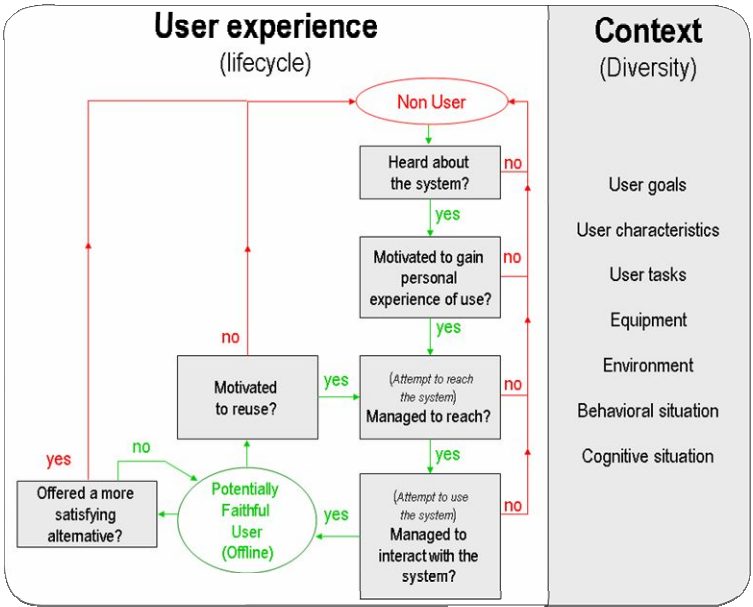 User experience
(lifecycle)
Non User
Heard about
the system?
no
yes
Motivated to gain
personal
experience of use?
no
yes
no
Motivated
to reuse?
yes
(Attempt to reach
the system)
Managed to reach?
no
yes
yes
no
Offered a more
satisfying
alternative?
Potentially
Faithful
User
(Offline)
yes
(Attempt to use
the system)
Managed to
interact with the
system?
no
Context
(Diversity)
User goals
User characteristics
User tasks
Equipment
Environment
Behavioral situation
Cognitive situation